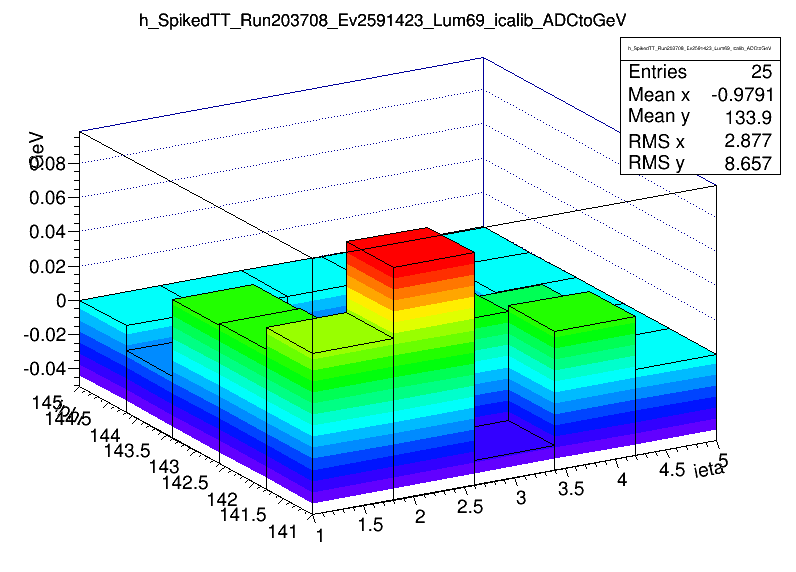 h_SpikedTT_Run203708_Ev2591423_Lum69_icalib_ADCtoGeV
h_SpikedTT_Run203708_Ev2591423_Lum69_icalib_ADCtoGeV
Entries 25
Mean x -0.9791
Mean y 133.9
RMS x 2.877
RMS y 8.657
GeV
0.08
0.06
0.04
0.02
0
-0.02
-0.04
145
144.5
144
143.5
143
142.5
142
141.5
141
1
1.5
2
2.5
3
3.5
4
4.5
5
ieta